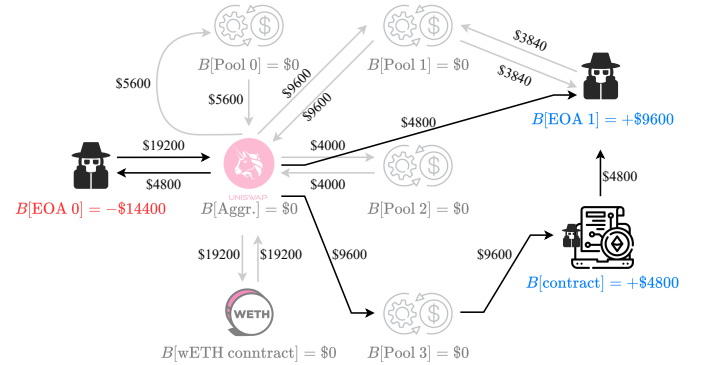 $3840
B[Pool 0] = $0
B[Pool 1] = $0
$5600
$9600
$3840
$5600
$9600
$4800
B[EOA 1] = +$9600
$19200
$4000
$4800
$4000
$4800
UNISWAP
B[EOA 0] = −$14400
B[Aggr.] = $0
B[Pool 2] = $0
$19200
$19200
$9600
$9600
B[contract] = +$4800
WETH
B[wETH conntract] = $0
B[Pool 3] = $0